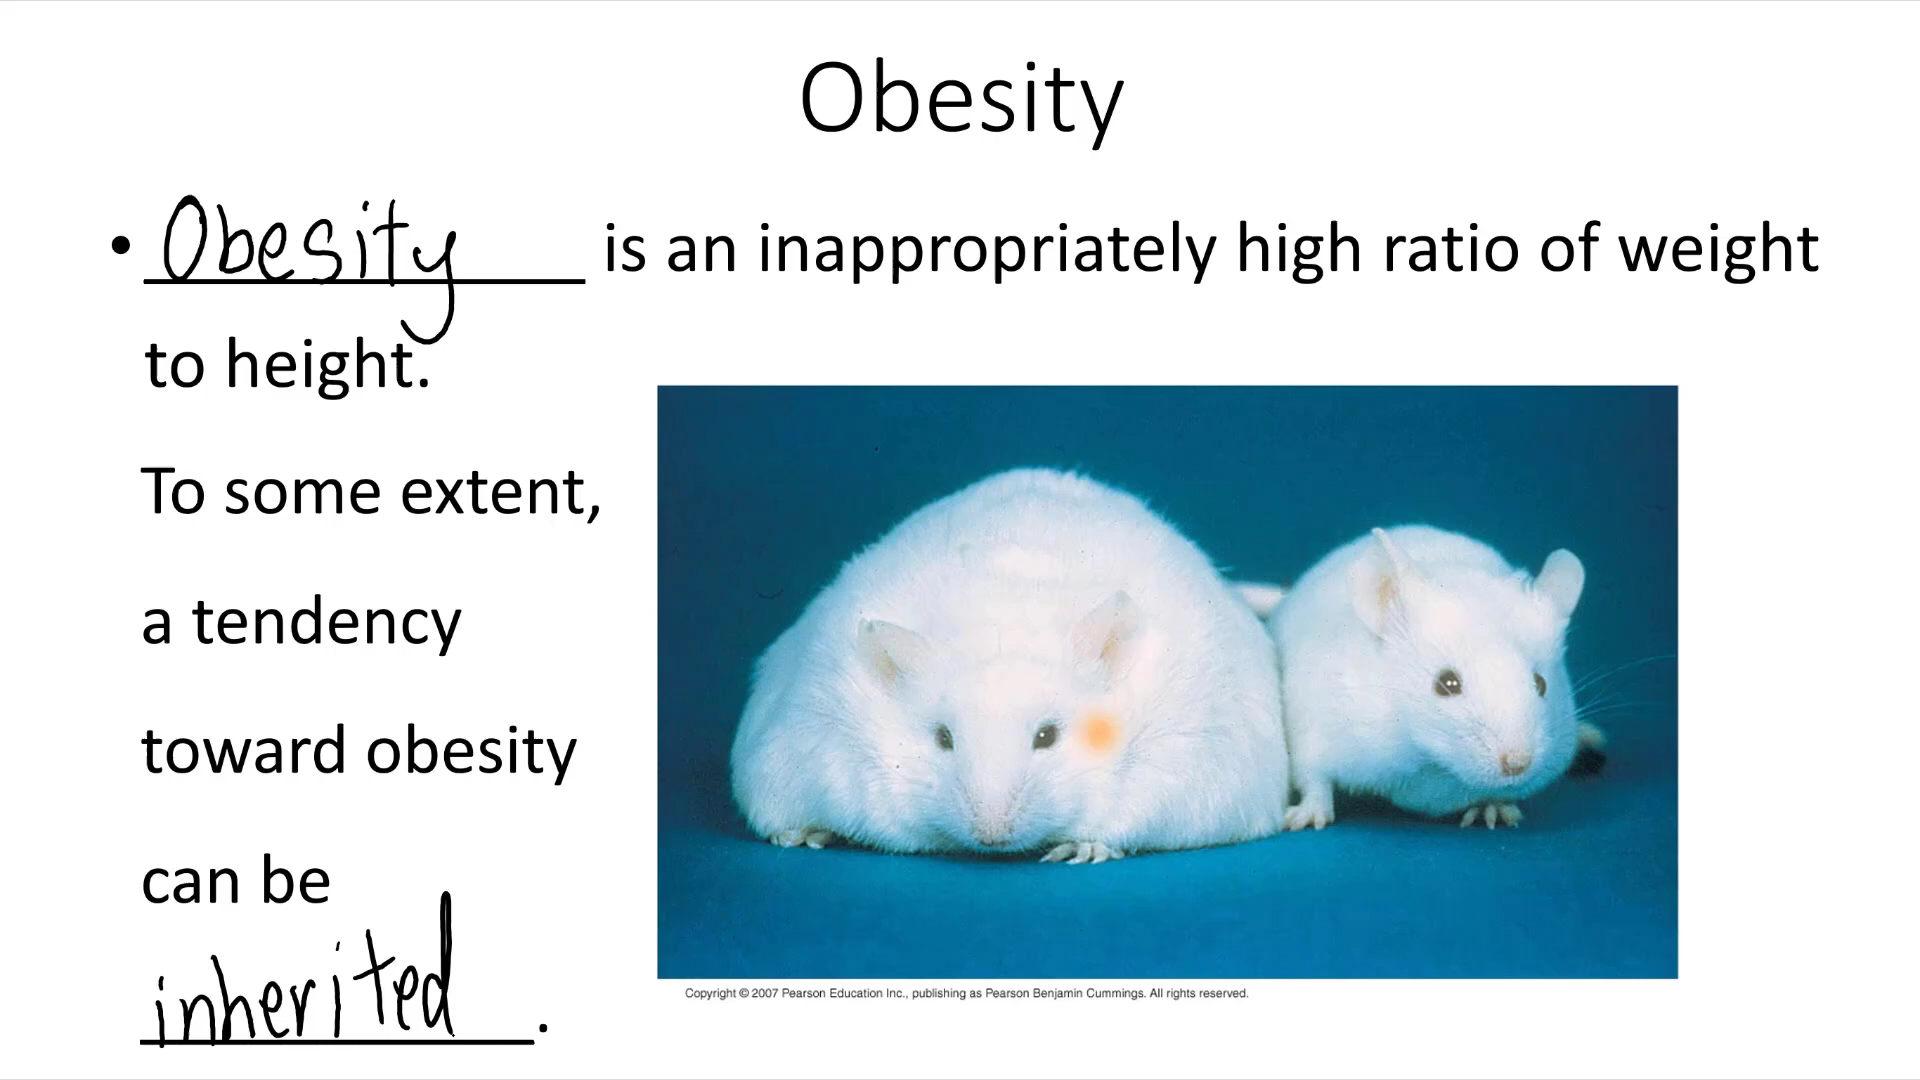 Obesity
• Obesity is an inappropriately high ratio of weight
to height.
To some extent,
a tendency
toward obesity
can be
inherited.
Copyright © 2007 Pearson Education Inc., publishing as Pearson Benjamin Cummings. All rights reserved.